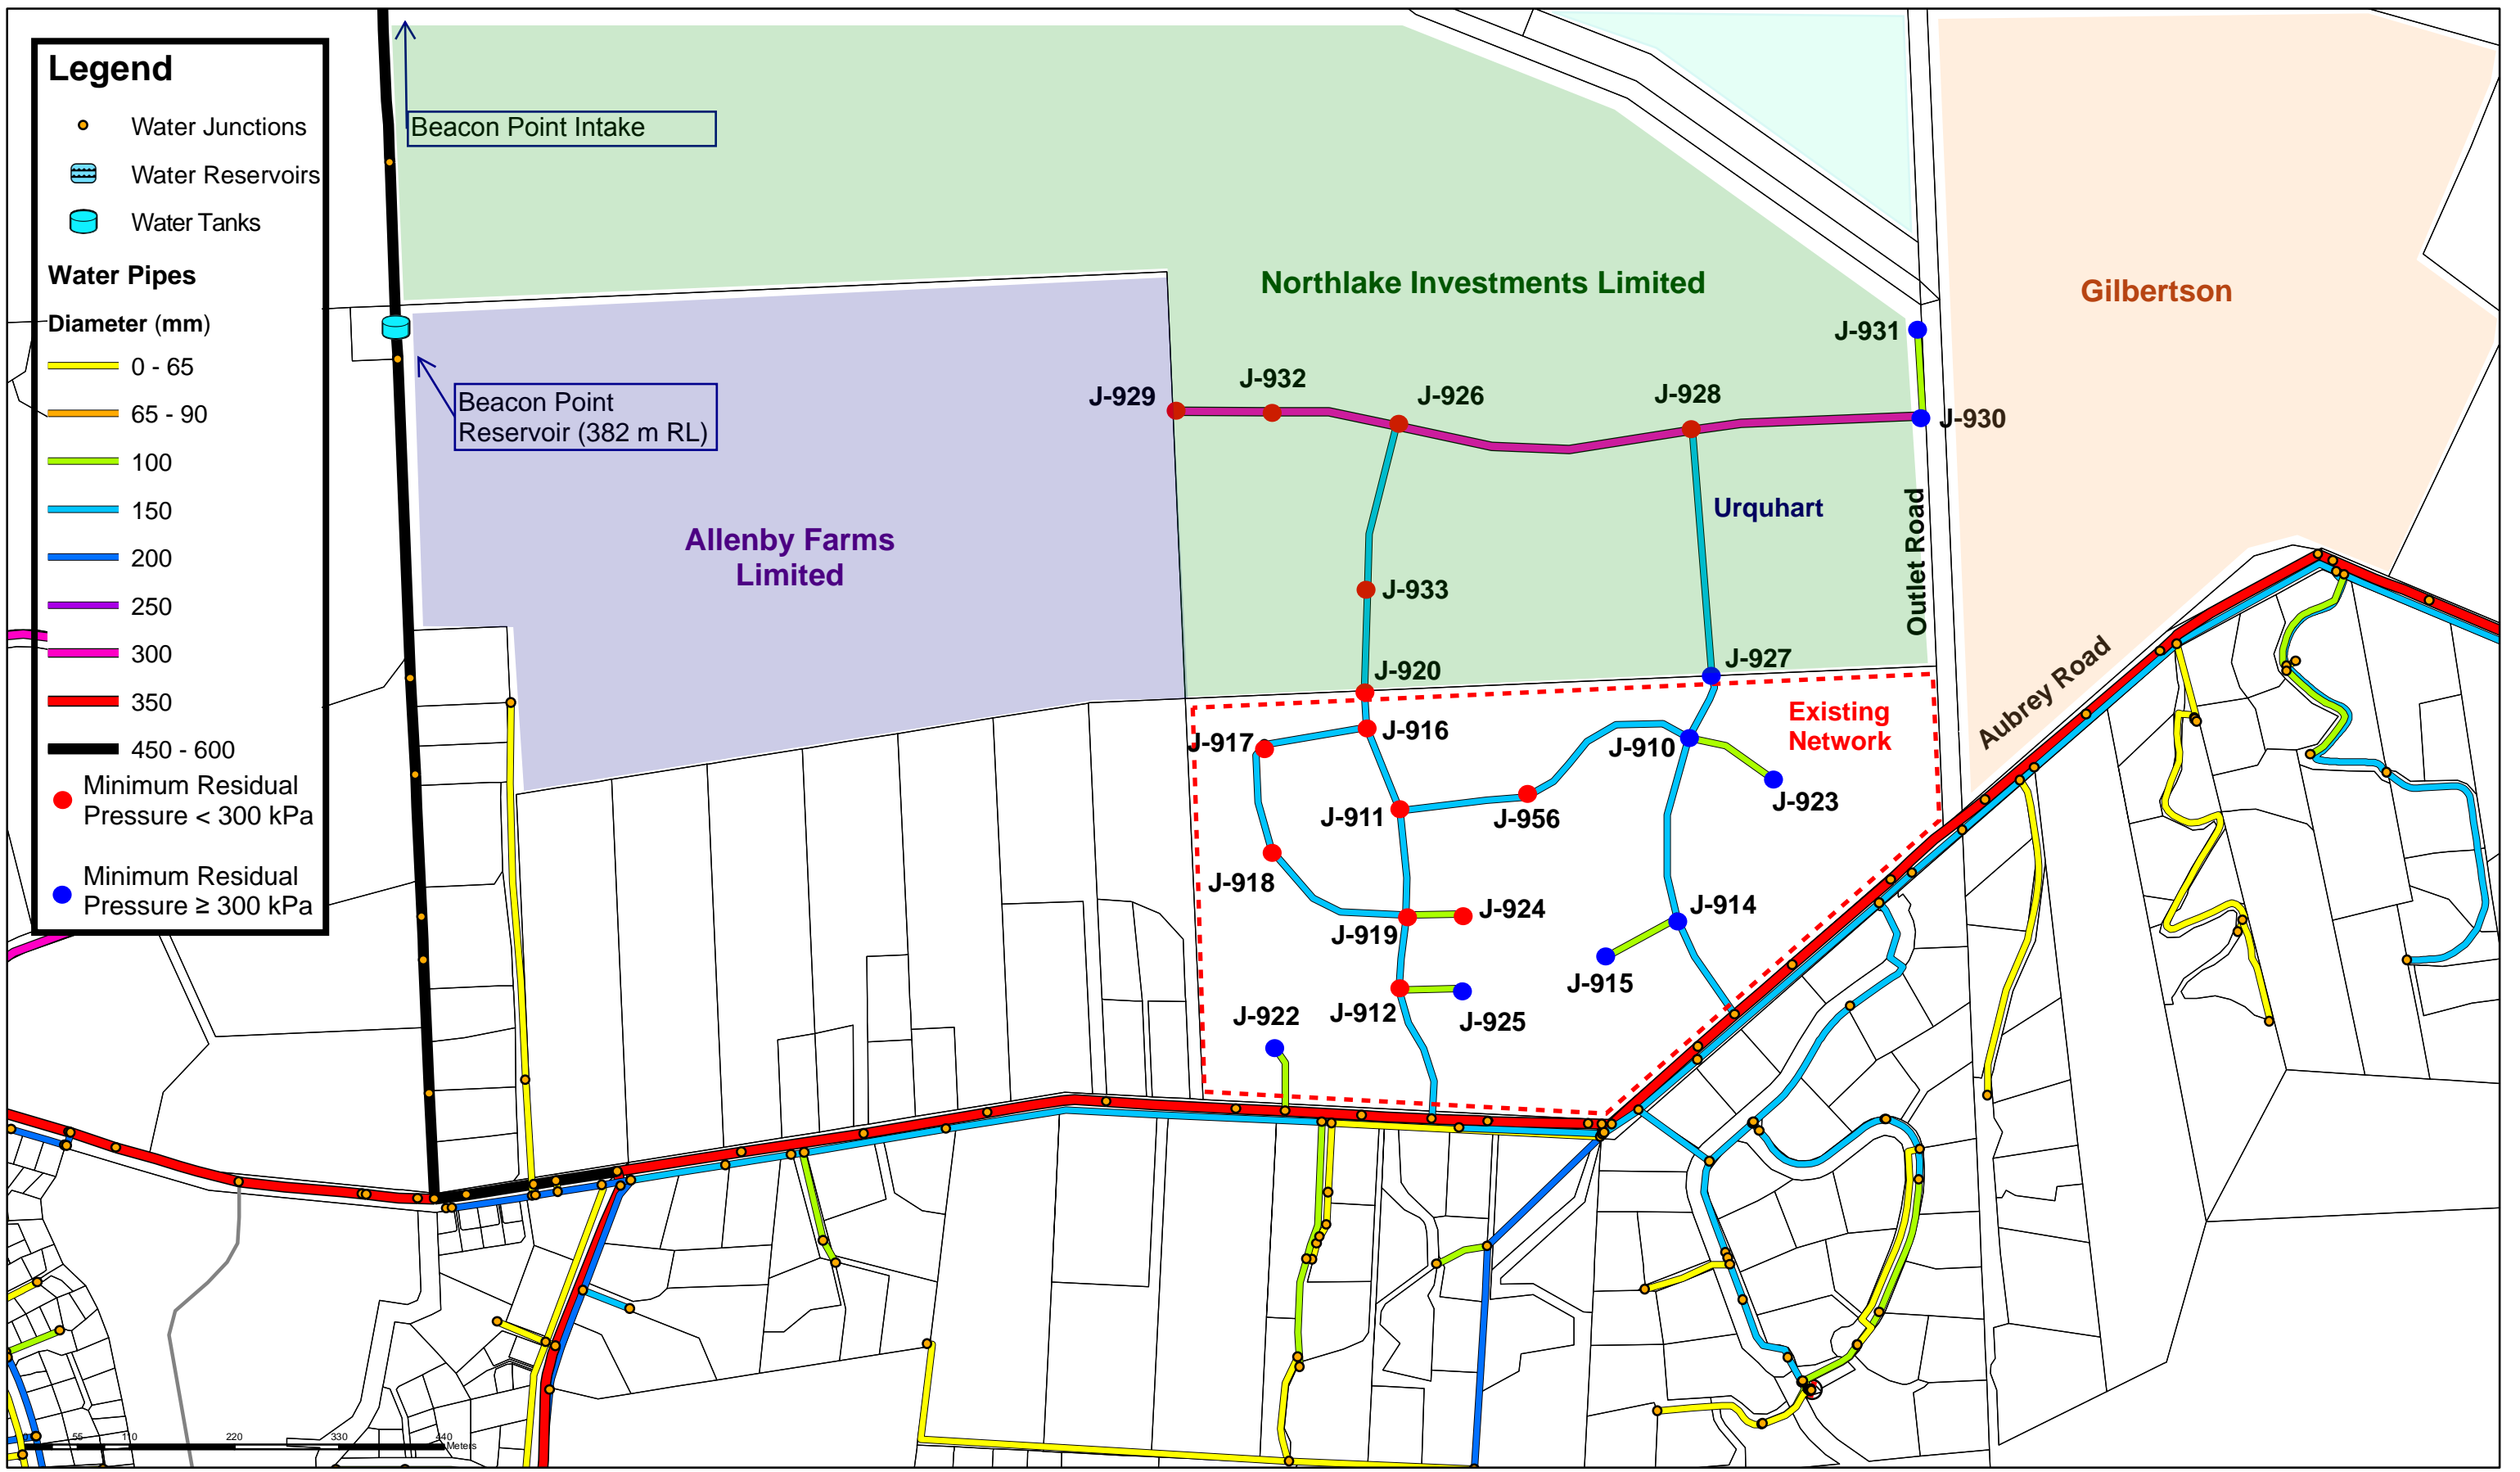 Legend
Water Junctions
Water Reservoirs
Water Tanks
Water Pipes
Diameter (mm)
0 - 65
65 - 90
100
150
200
250
300
350
450 - 600
Minimum Residual
Pressure < 300 kPa
Minimum Residual
Pressure ≥ 300 kPa
Beacon Point Intake
Beacon Point
Reservoir (382 m RL)
Allenby Farms
Limited
Northlake Investments Limited
Gilbertson
Urquhart
Outlet Road
Aubrey Road
Existing
Network
J-931
J-930
J-929
J-932
J-926
J-928
J-933
J-920
J-927
J-917
J-916
J-910
J-923
J-911
J-956
J-918
J-924
J-919
J-914
J-915
J-912
J-925
J-922
55
110
220
330
440
Meters